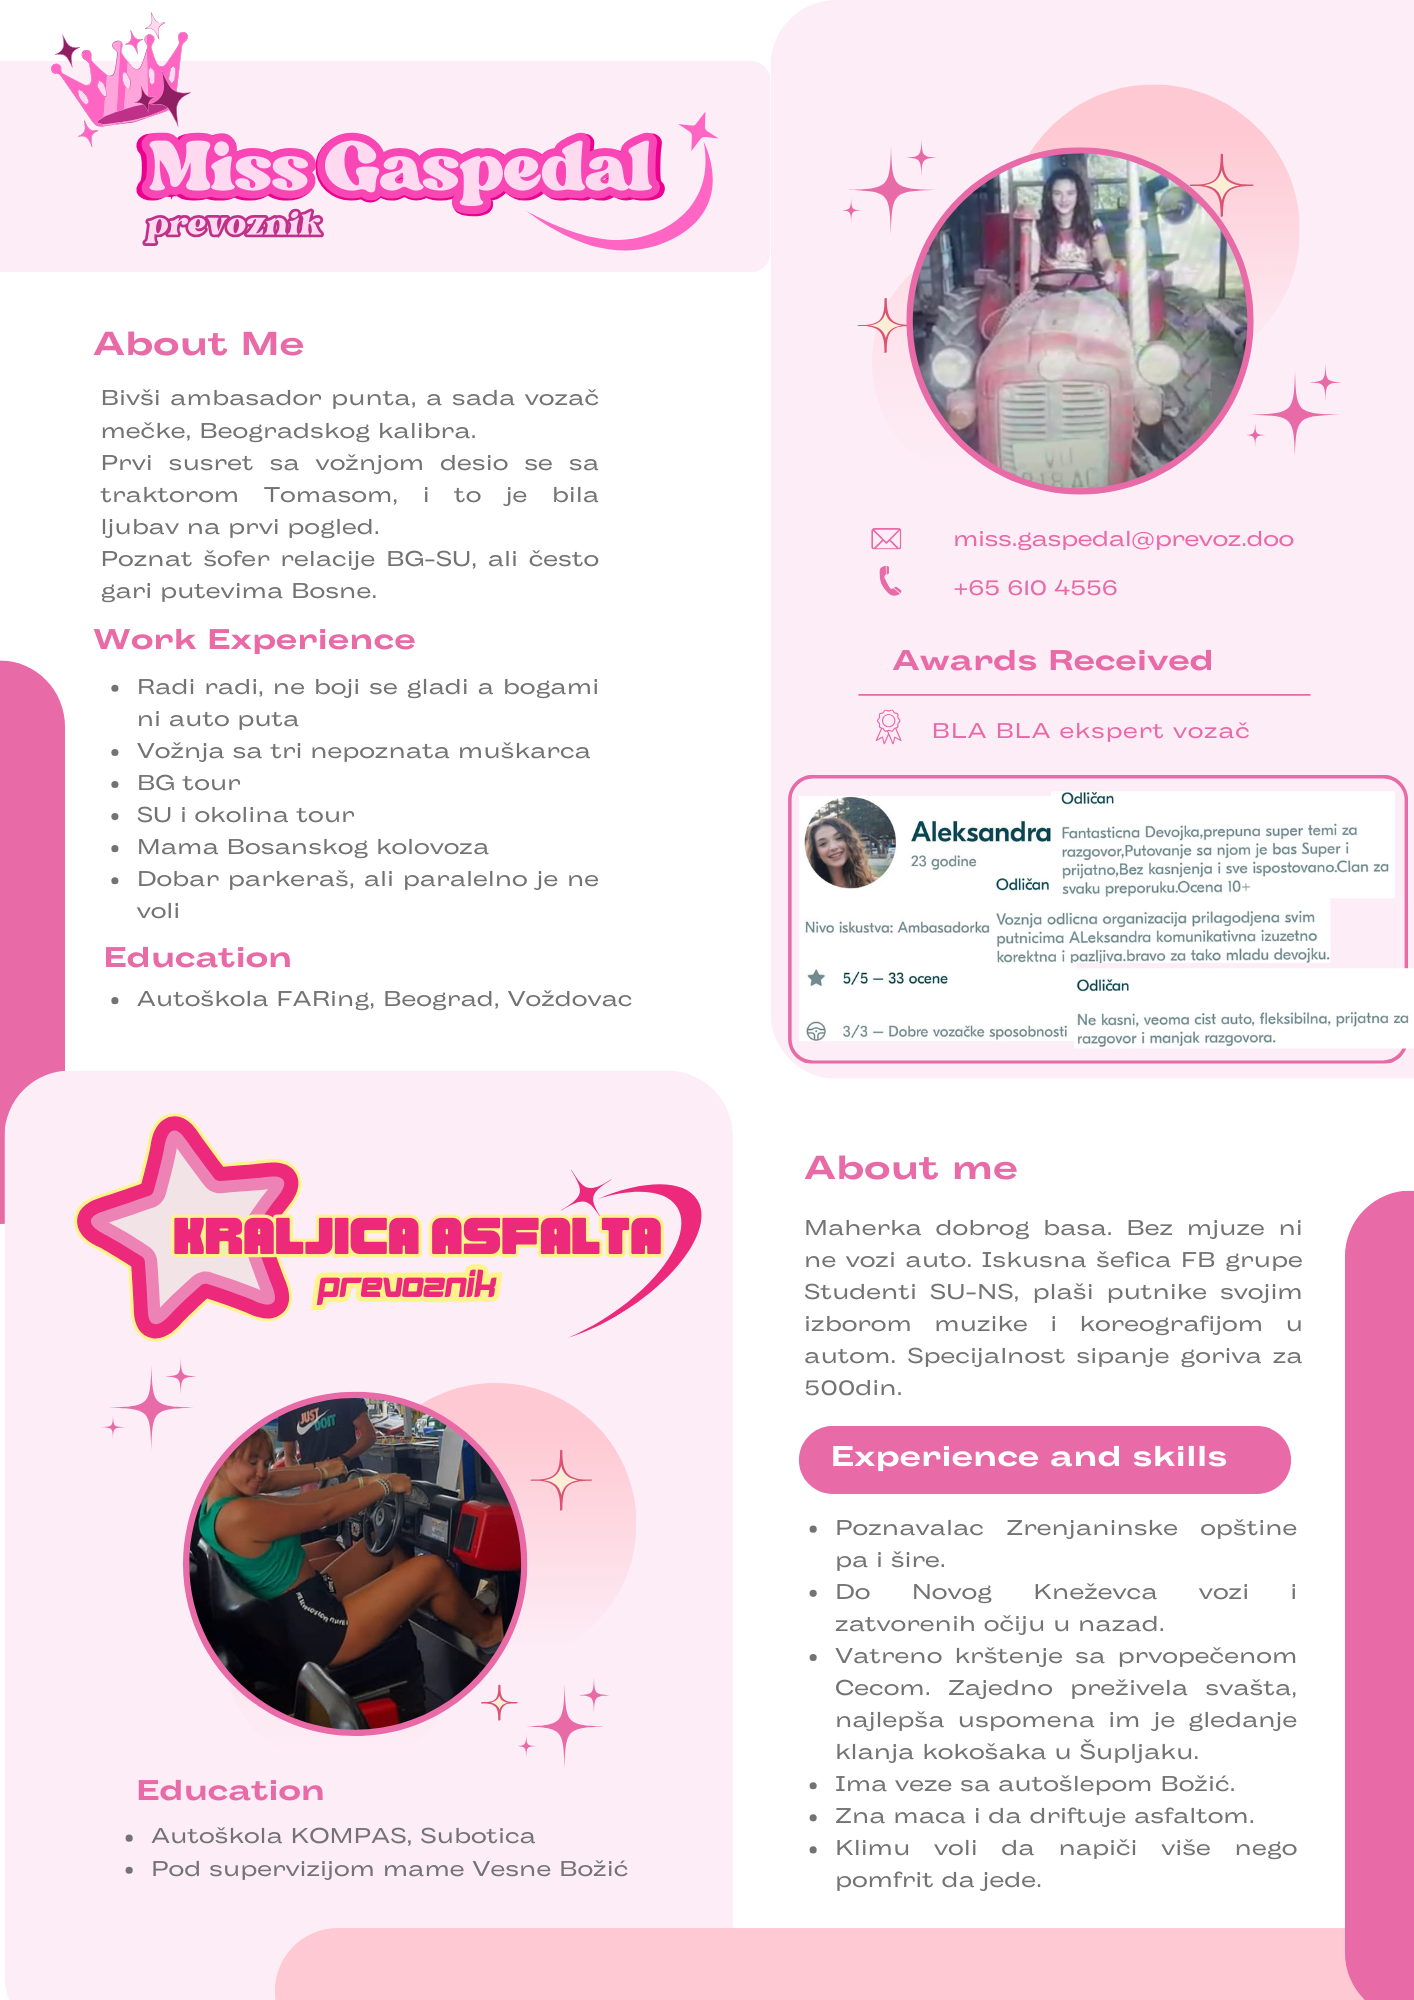 Miss Gaspedal
prevoznik
About Me
Bivši ambasador punta, a sada vozač
mečke, Beogradskog kalibra.
Prvi susret sa vožnjom desio se sa
traktorom Tomasom, i to je bila
ljubav na prvi pogled.
Poznat šofer relacije BG-SU, ali često
gari putevima Bosne.
Work Experience
Radi radi, ne boji se gladi a bogami
ni auto puta
Vožnja sa tri nepoznata muškarca
BG tour
SU i okolina tour
Mama Bosanskog kolovoza
Dobar parkeraš, ali paralelno je ne
voli
Education
Autoškola FARing, Beograd, Voždovac
miss.gaspedal@prevoz.doo
+65 610 4556
Awards Received
BLA BLA ekspert vozač
Aleksandra
23 godine
Nivo iskustva: Ambasadorka
5/5 – 33 ocene
3/3 – Dobre vozačke sposobnosti
Odličan
Fantasticna Devojka,prepuna super temi za
razgovor,Putovanje sa njom je bas Super i
prijatno,Bez kasnjenja i sve ispostovano.Clan za
svaku preporuku.Ocena 10+
Odličan
Voznja odlicna organizacija prilagodjena svim
putnicima ALeksandra komunikativna izuzetno
korektna i pazljiva.bravo za tako mladu devojku.
Odličan
Ne kasni, veoma cist auto, fleksibilna, prijatna za
razgovor i manjak razgovora.
KRALJICA ASFALTA
prevoznik
JUST
DO IT
Education
Autoškola KOMPAS, Subotica
Pod supervizijom mame Vesne Božić
About me
Maherka dobrog basa. Bez mjuze ni
ne vozi auto. Iskusna šefica FB grupe
Studenti SU-NS, plaši putnike svojim
izborom muzike i koreografijom u
autom. Specijalnost sipanje goriva za
500din.
Experience and skills
Poznavalac Zrenjaninske opštine
pa i šire.
Do Novog Kneževca vozi i
zatvorenih očiju u nazad.
Vatreno krštenje sa prvopečenom
Cecom. Zajedno preživela svašta,
najlepša uspomena im je gledanje
klanja kokošaka u Šupljaku.
Ima veze sa autošlepom Božić.
Zna maca i da driftuje asfaltom.
Klimu voli da napiči više nego
pomfrit da jede.